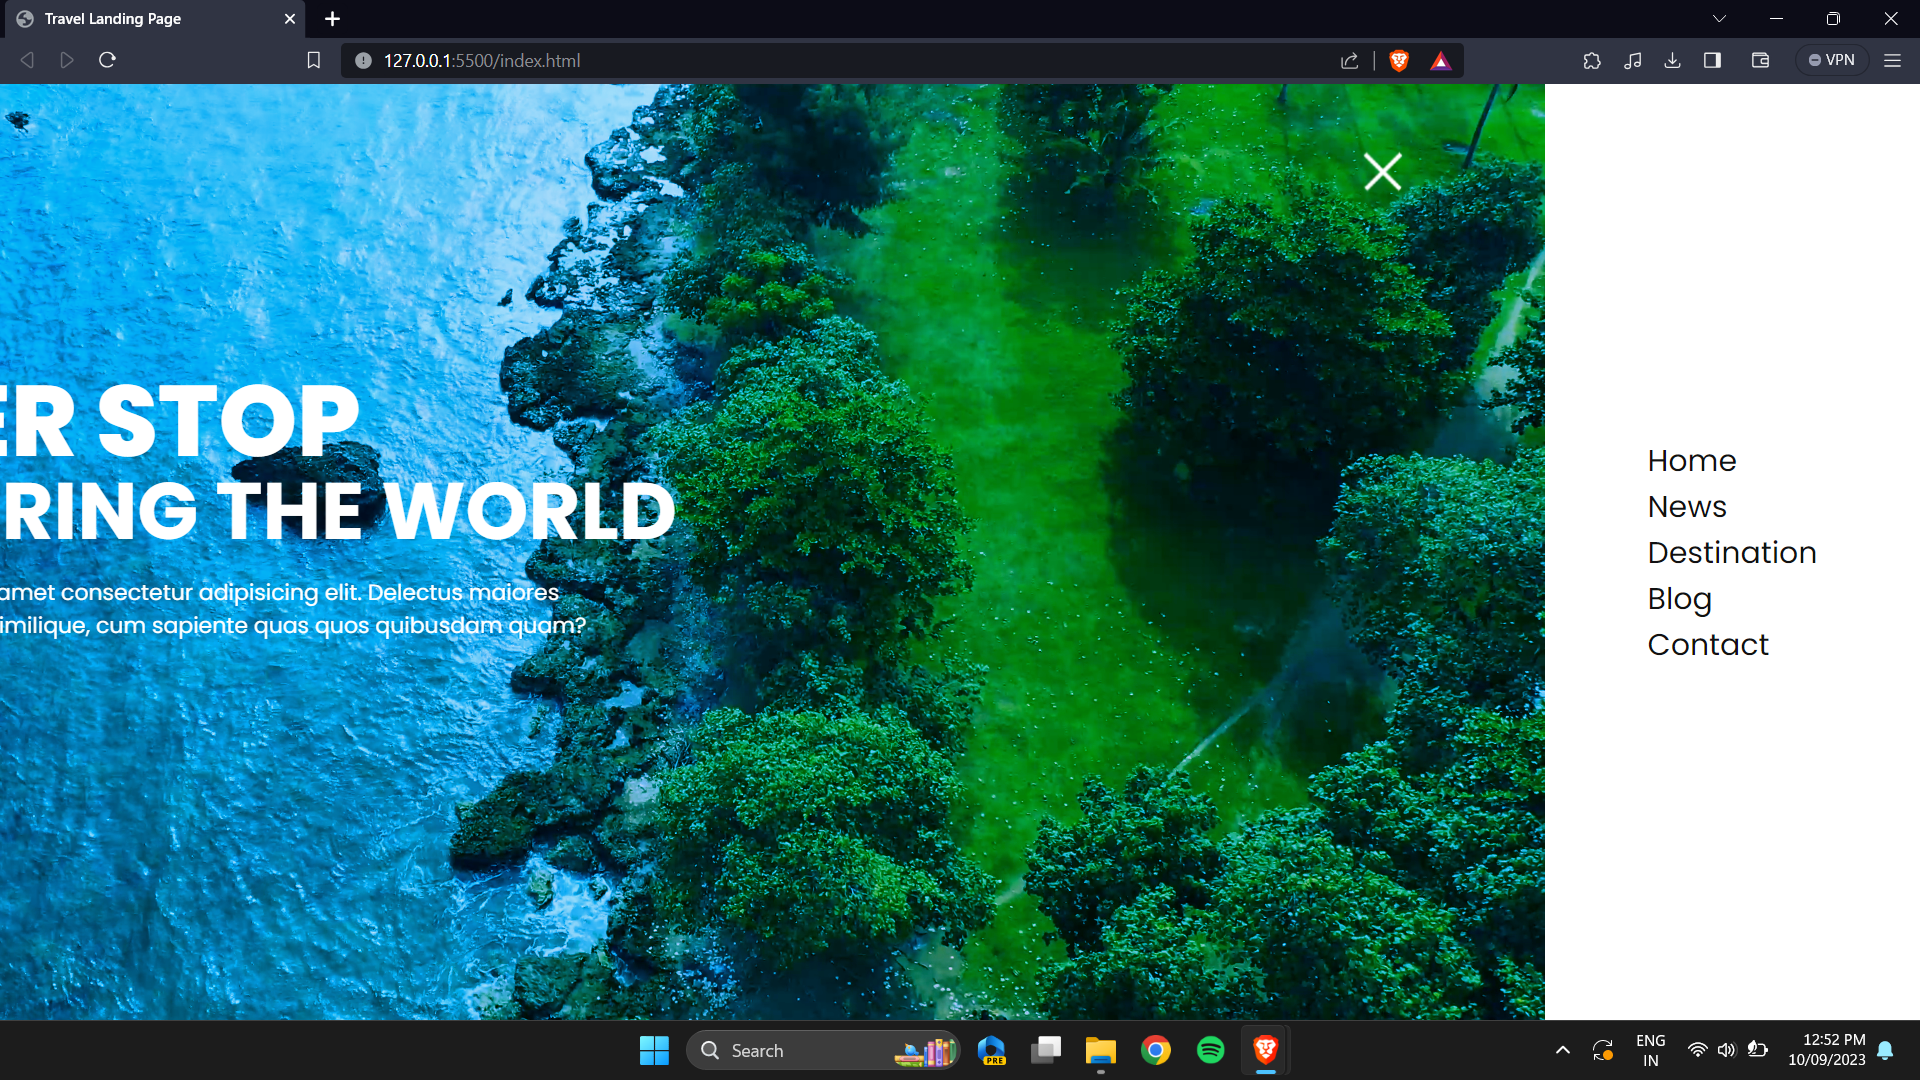 Travel Landing Page
127.0.0.1:5500/index.html
VPN
ER STOP
RING THE WORLD
amet consectetur adipisicing elit. Delectus maiores
imilique, cum sapiente quas quos quibusdam quam?
Home
News
Destination
Blog
Contact
Search
PRE
ENG
IN
12:52 PM
10/09/2023